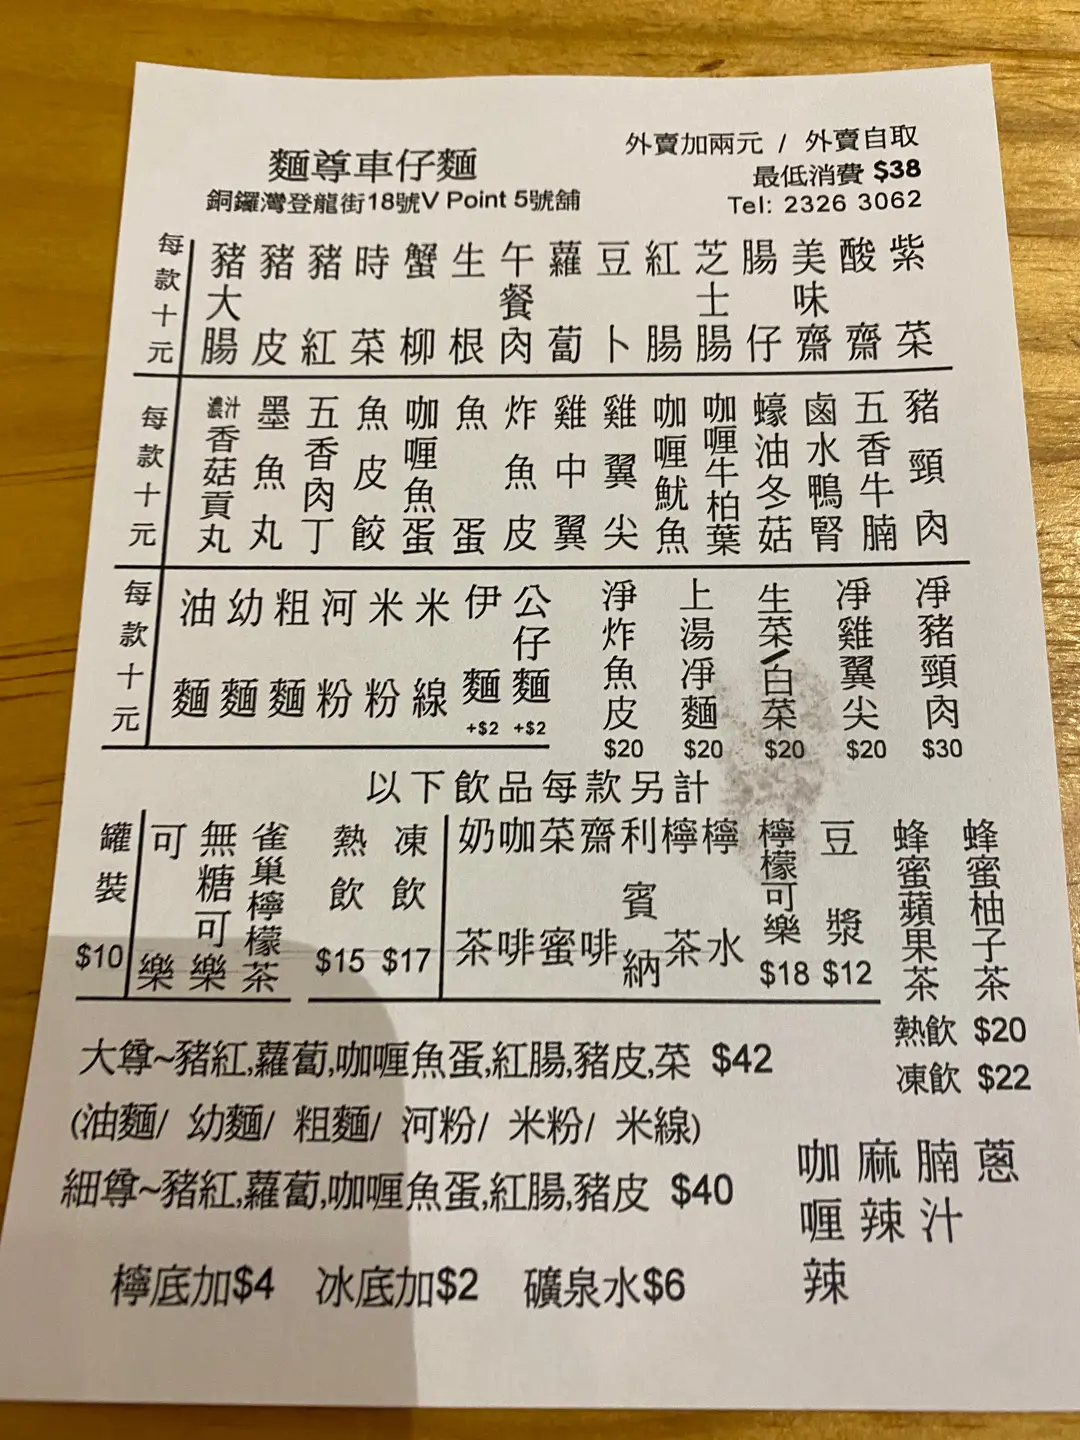 麵尊車仔麵
銅鑼灣登龍街18號V Point 5號舖
外賣加兩元 / 外賣自取
最低消費 $38
Tel: 2326 3062
每款十元
豬大腸
豬皮
豬紅
時菜
蟹柳
生根
午餐肉
蘿蔔
豆卜
紅腸
芝士腸
腸仔
美味齋
酸齋
紫菜
每款十元
濃汁香菇貢丸
墨魚丸
五香肉丁
魚皮餃
咖喱魚蛋
魚蛋
炸魚皮
雞中翼
雞翼尖
咖喱魷魚
咖喱牛柏葉
蠔油冬菇
鹵水鴨腎
五香牛腩
豬頸肉
每款十元
油麵
幼麵
粗麵
河粉
米粉
米線
伊麵 +$2
公仔麵 +$2
淨炸魚皮 $20
上湯凈麵 $20
生菜/白菜 $20
凈雞翼尖 $20
凈豬頸肉 $30
以下飲品每款另計
罐裝 $10
可樂
無糖可樂
雀巢檸檬茶
熱飲 $15
凍飲 $17
奶茶
咖啡
菜蜜
齋啡
利賓納
檸茶
檸水
檸檬可樂 $18
豆漿 $12
蜂蜜蘋果茶
蜂蜜柚子茶
熱飲 $20
凍飲 $22
大尊~豬紅,蘿蔔,咖喱魚蛋,紅腸,豬皮,菜 $42
(油麵/ 幼麵/ 粗麵/ 河粉/ 米粉/ 米線)
細尊~豬紅,蘿蔔,咖喱魚蛋,紅腸,豬皮 $40
檸底加$4 冰底加$2 礦泉水$6
咖喱辣
麻辣
腩汁
蔥